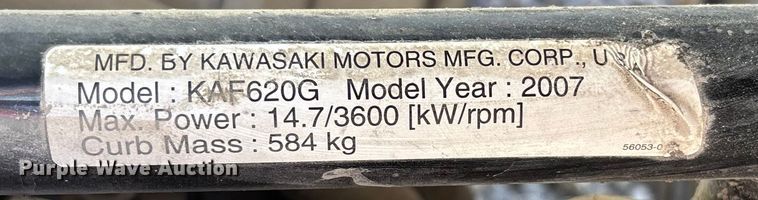 MFD. BY KAWASAKI MOTORS MFG. CORP., U
Model : KAF620G Model Year : 2007
Max. Power : 14.7/3600 [kW/rpm]
Curb Mass : 584 kg
56053-0
Purple Wave Auction